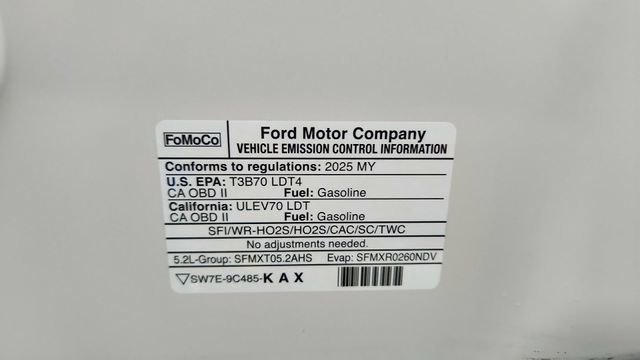 FoMoCo
Ford Motor Company
VEHICLE EMISSION CONTROL INFORMATION
Conforms to regulations: 2025 MY
U.S. EPA: T3B70 LDT4
CA OBD II Fuel: Gasoline
California: ULEV70 LDT
CA OBD II Fuel: Gasoline
SFI/WR-HO2S/HO2S/CAC/SC/TWC
No adjustments needed.
5.2L-Group: SFMXT05.2AHS Evap: SFMXR0260NDV
SW7E-9C485-KAX